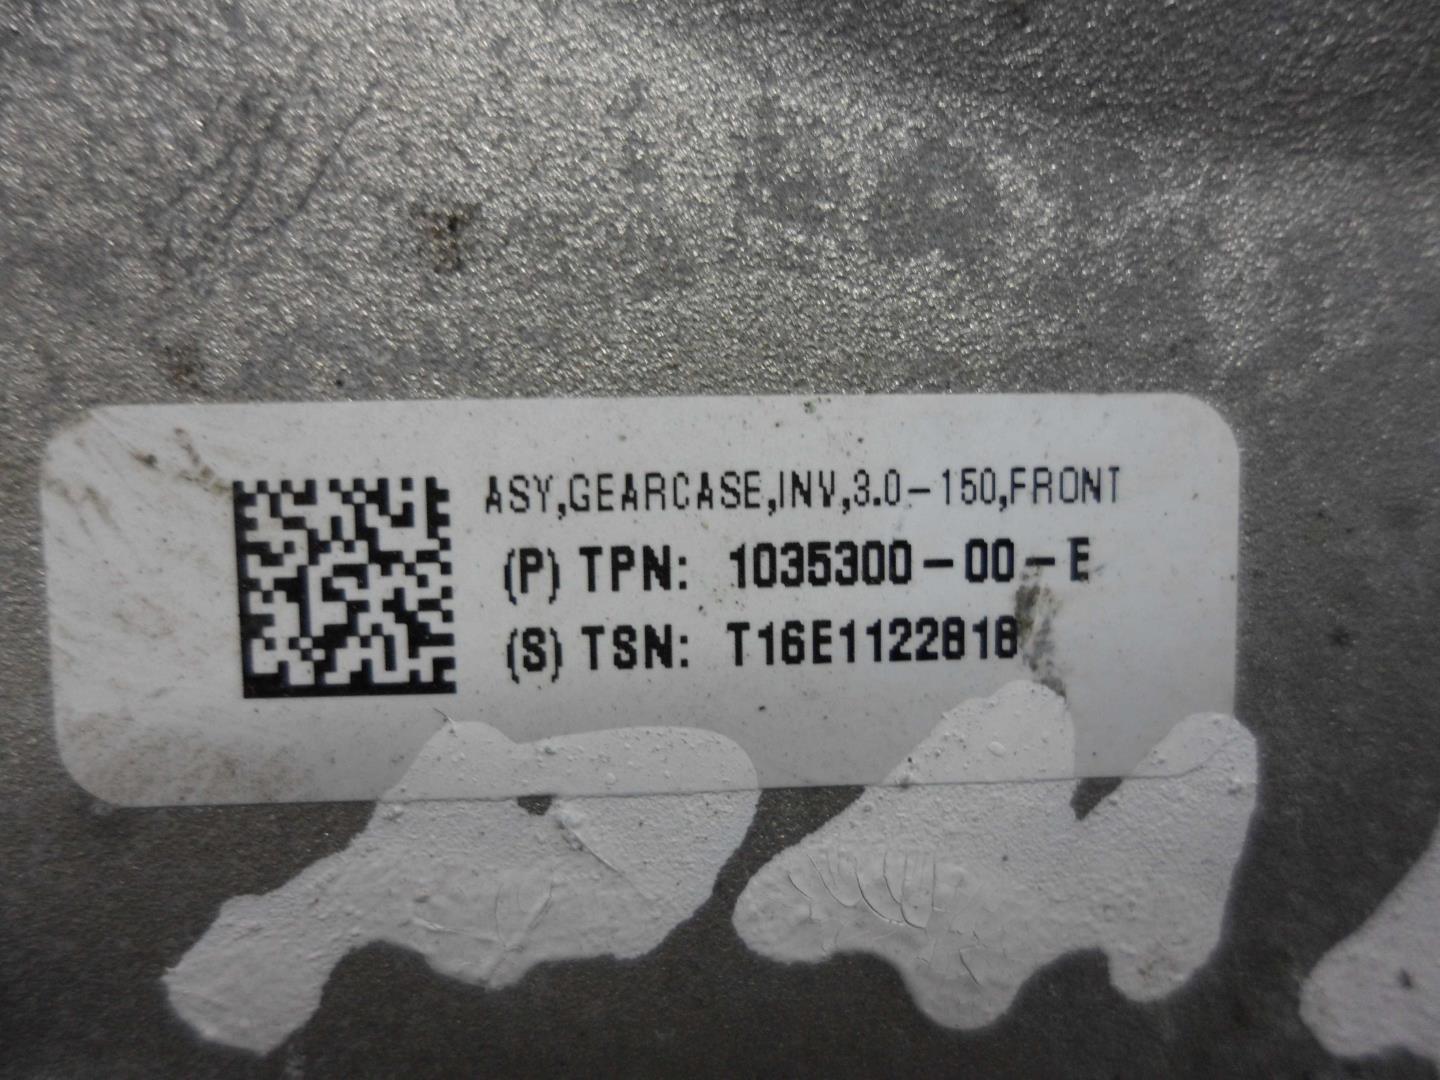 ASY,GEARCASE,INV,3.0-150,FRONT
(P) TPN: 1035300-00-E
(S) TSN: T16E1122818